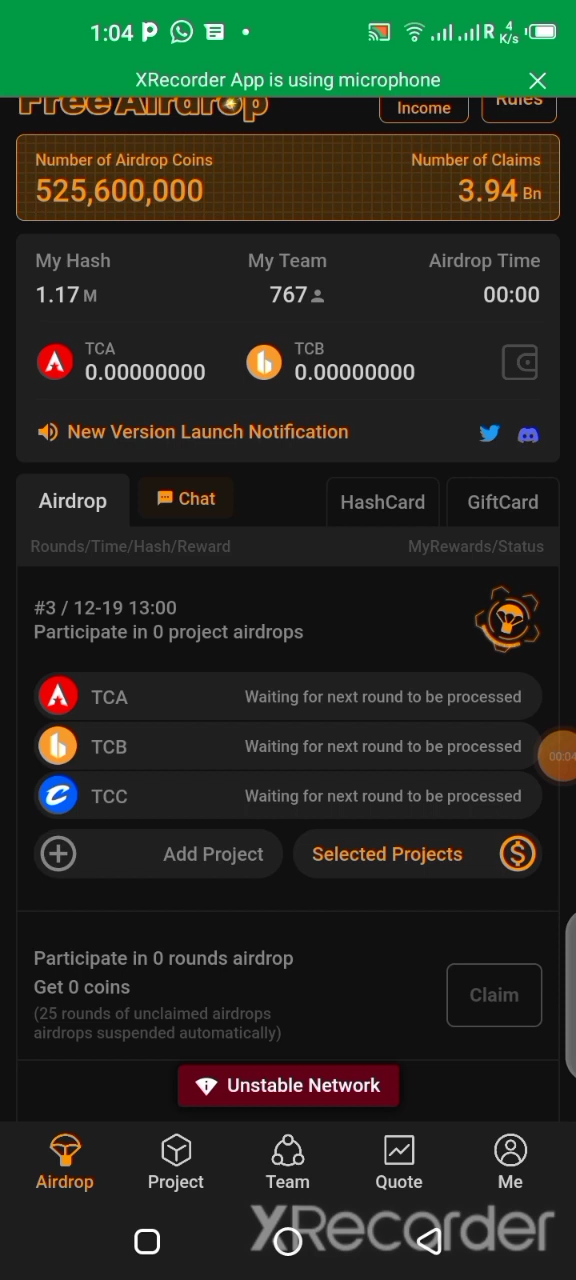 1:04
R 4 K/s
XRecorder App is using microphone
Free Airdrop
Income
Rules
Number of Airdrop Coins
Number of Claims
525,600,000
3.94 Bn
My Hash
My Team
Airdrop Time
1.17 M
767
00:00
TCA
0.00000000
TCB
0.00000000
New Version Launch Notification
Airdrop
Chat
HashCard
GiftCard
Rounds/Time/Hash/Reward
MyRewards/Status
#3 / 12-19 13:00
Participate in 0 project airdrops
TCA
Waiting for next round to be processed
TCB
Waiting for next round to be processed
00:04
TCC
Waiting for next round to be processed
Add Project
Selected Projects
Participate in 0 rounds airdrop
Get 0 coins
Claim
(25 rounds of unclaimed airdrops
airdrops suspended automatically)
Unstable Network
Airdrop
Project
Team
Quote
Me
XRecorder